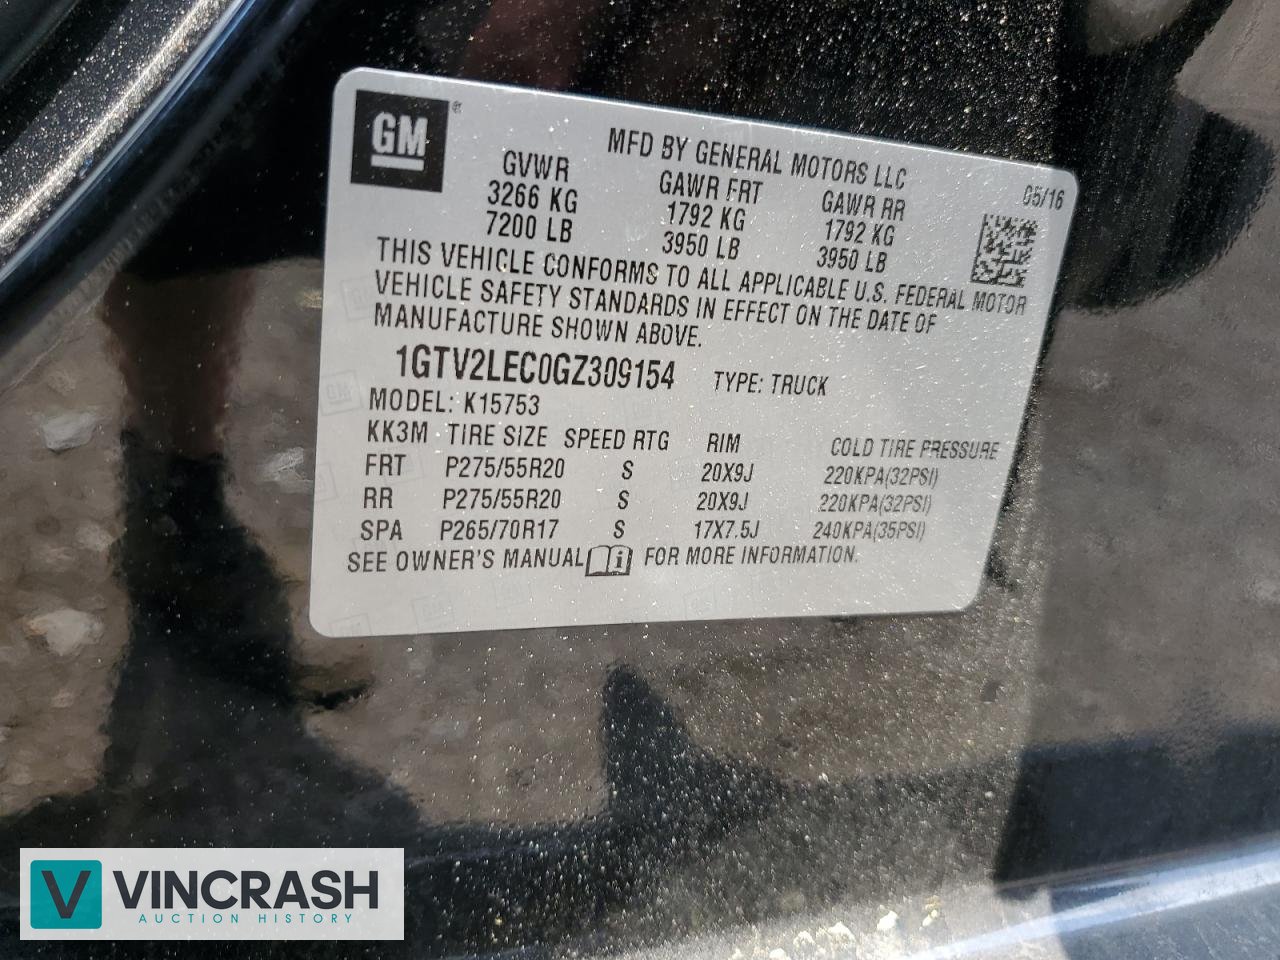 GM®
MFD BY GENERAL MOTORS LLC
05/16
GVWR GAWR FRT GAWR RR
3266 KG 1792 KG 1792 KG
7200 LB 3950 LB 3950 LB
THIS VEHICLE CONFORMS TO ALL APPLICABLE U.S. FEDERAL MOTOR
VEHICLE SAFETY STANDARDS IN EFFECT ON THE DATE OF
MANUFACTURE SHOWN ABOVE.
1GTV2LEC0GZ309154 TYPE: TRUCK
MODEL: K15753
KK3M TIRE SIZE SPEED RTG RIM COLD TIRE PRESSURE
FRT P275/55R20 S 20X9J 220KPA(32PSI)
RR P275/55R20 S 20X9J 220KPA(32PSI)
SPA P265/70R17 S 17X7.5J 240KPA(35PSI)
SEE OWNER'S MANUAL FOR MORE INFORMATION.
V VINCRASH
AUCTION HISTORY